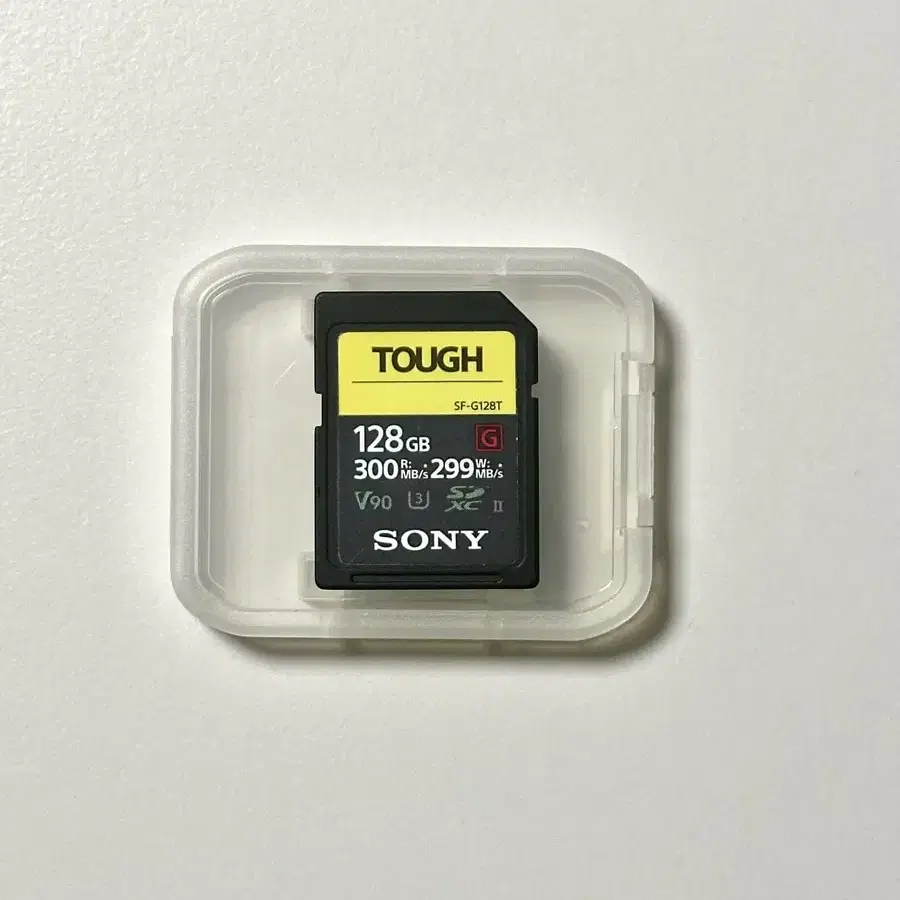 TOUGH
SF-G128T
128GB G
300 R: MB/s • 299 W: MB/s •
V90 3 SD XC II
SONY